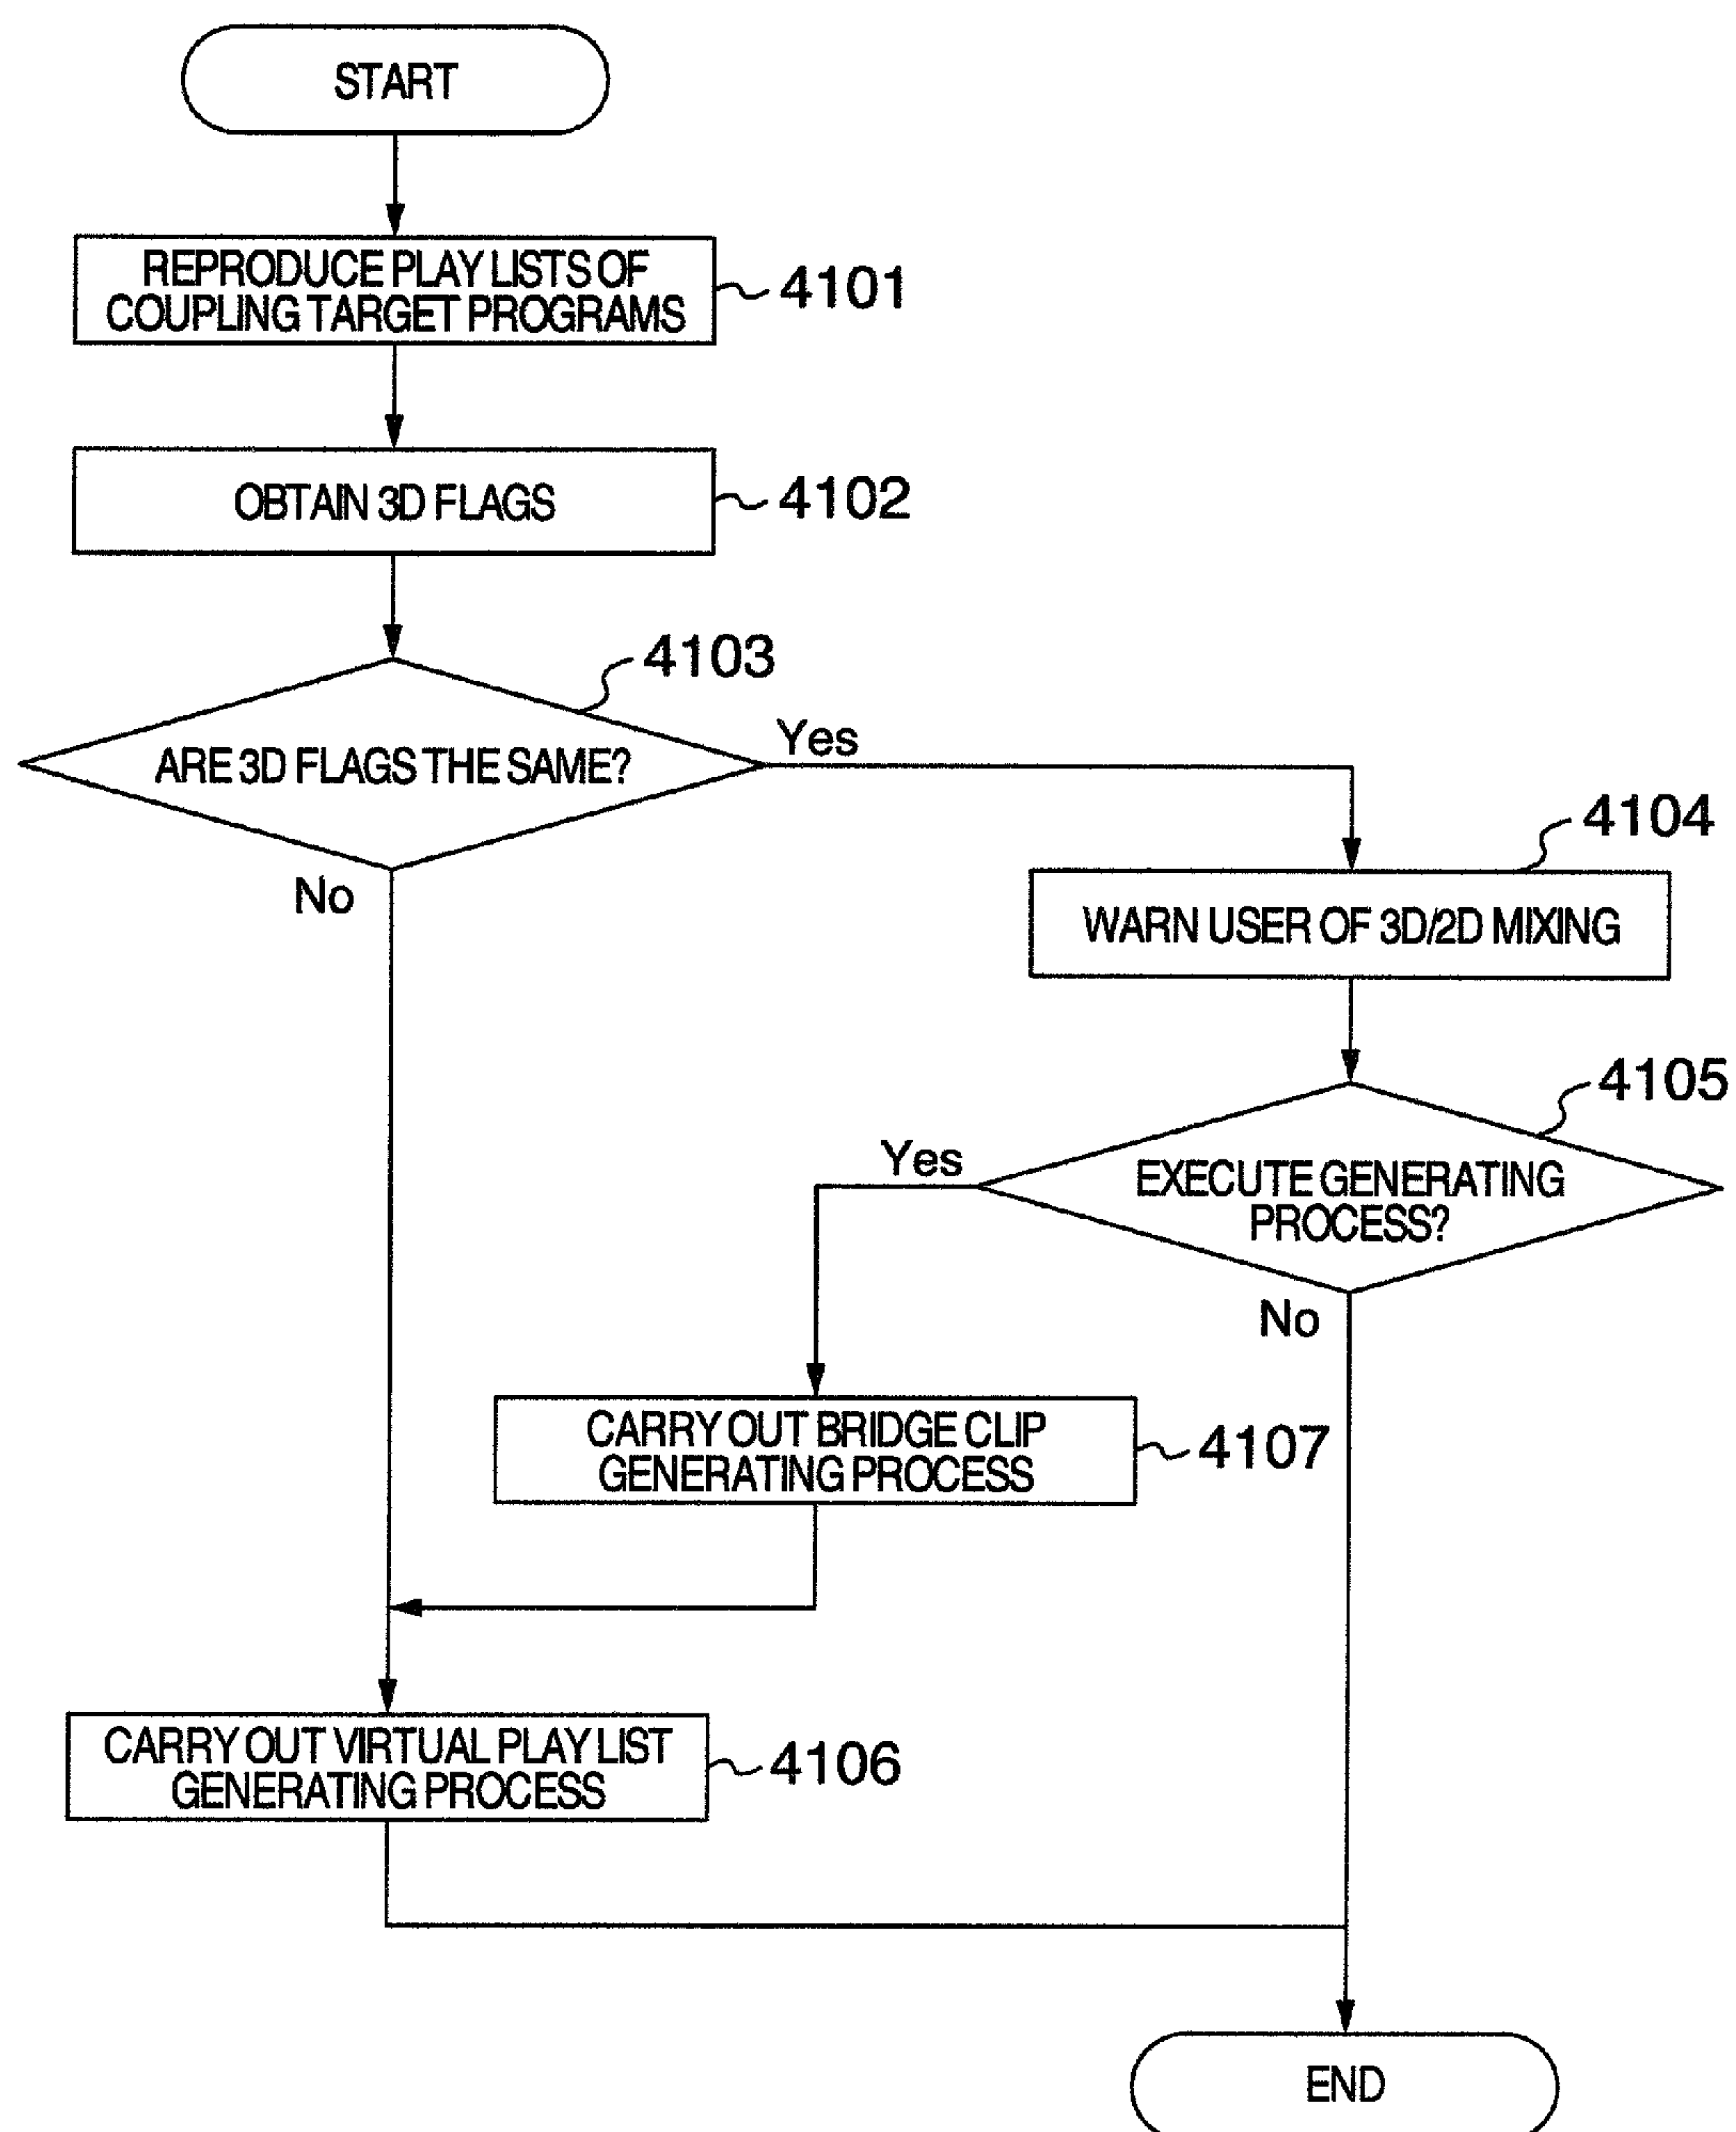 START
REPRODUCE PLAY LISTS OF
COUPLING TARGET PROGRAMS
4101
OBTAIN 3D FLAGS
4102
4103
ARE 3D FLAGS THE SAME?
Yes
No
4104
WARN USER OF 3D/2D MIXING
4105
EXECUTE GENERATING
PROCESS?
Yes
No
CARRY OUT BRIDGE CLIP
GENERATING PROCESS
4107
CARRY OUT VIRTUAL PLAY LIST
GENERATING PROCESS
4106
END